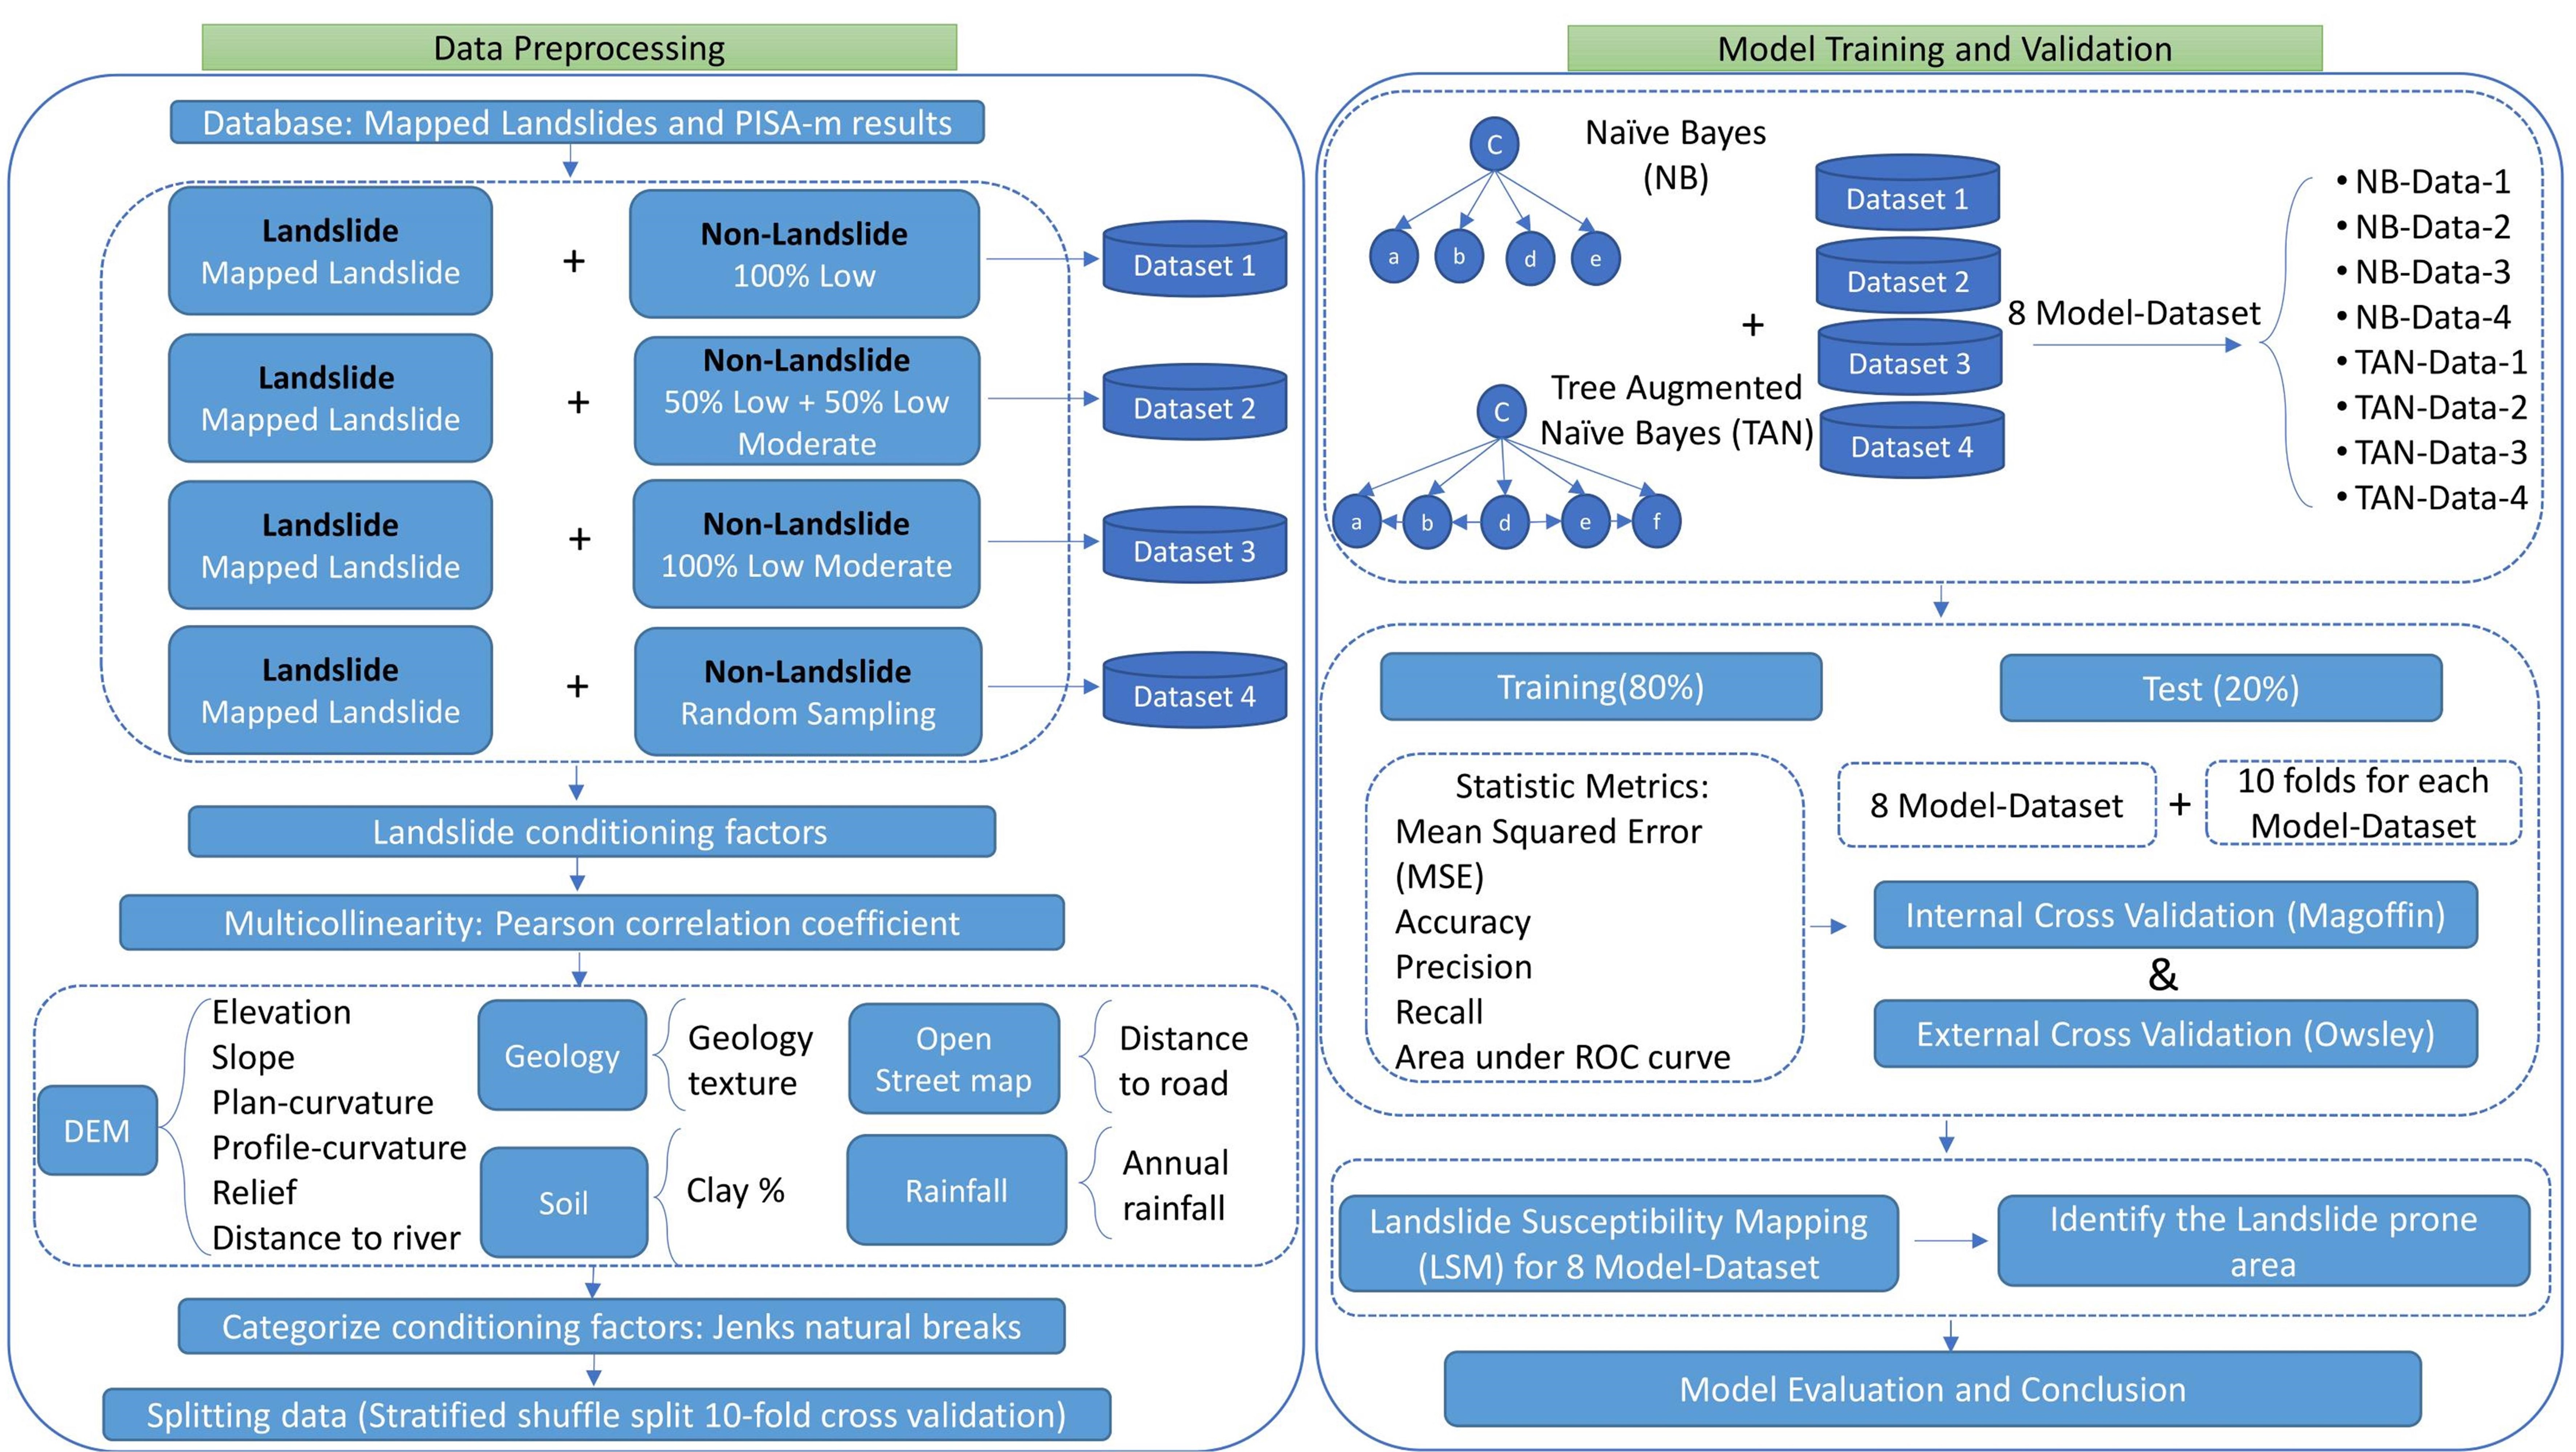 Data Preprocessing
Database: Mapped Landslides and PISA-m results
Landslide
Mapped Landslide
+
Non-Landslide
100% Low
Dataset 1
Landslide
Mapped Landslide
+
Non-Landslide
50% Low + 50% Low
Moderate
Dataset 2
Landslide
Mapped Landslide
+
Non-Landslide
100% Low Moderate
Dataset 3
Landslide
Mapped Landslide
+
Non-Landslide
Random Sampling
Dataset 4
Landslide conditioning factors
Multicollinearity: Pearson correlation coefficient
DEM
Elevation
Slope
Plan-curvature
Profile-curvature
Relief
Distance to river
Geology
Geology
texture
Soil
Clay %
Open
Street map
Distance
to road
Rainfall
Annual
rainfall
Categorize conditioning factors: Jenks natural breaks
Splitting data (Stratified shuffle split 10-fold cross validation)
Model Training and Validation
C
a b d e
Naïve Bayes
(NB)
+
C
a b d e f
Tree Augmented
Naïve Bayes (TAN)
Dataset 1
Dataset 2
Dataset 3
Dataset 4
8 Model-Dataset
• NB-Data-1
• NB-Data-2
• NB-Data-3
• NB-Data-4
• TAN-Data-1
• TAN-Data-2
• TAN-Data-3
• TAN-Data-4
Training(80%)
Test (20%)
Statistic Metrics:
Mean Squared Error
(MSE)
Accuracy
Precision
Recall
Area under ROC curve
8 Model-Dataset
+
10 folds for each
Model-Dataset
Internal Cross Validation (Magoffin)
&
External Cross Validation (Owsley)
Landslide Susceptibility Mapping
(LSM) for 8 Model-Dataset
Identify the Landslide prone
area
Model Evaluation and Conclusion